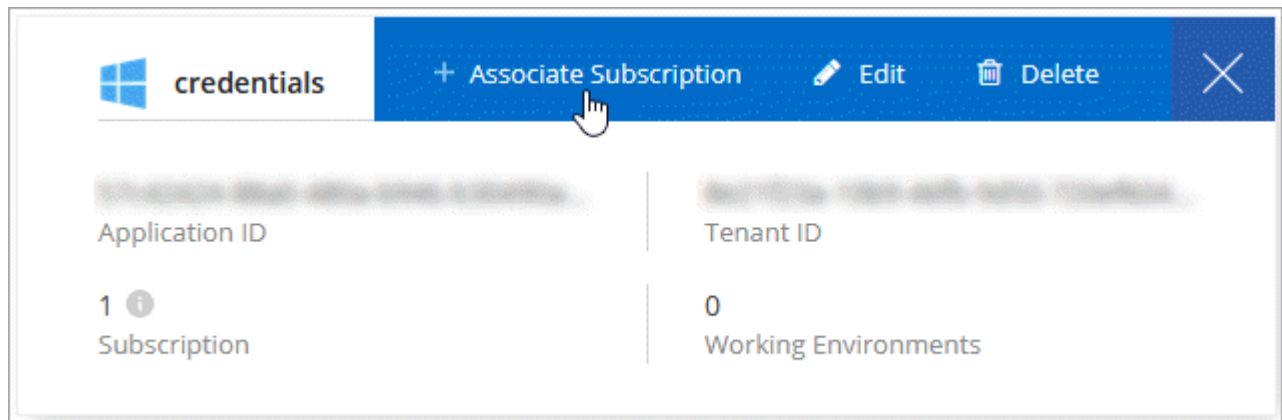 credentials
+ Associate Subscription
Edit
Delete
Application ID
Tenant ID
1
Subscription
0
Working Environments